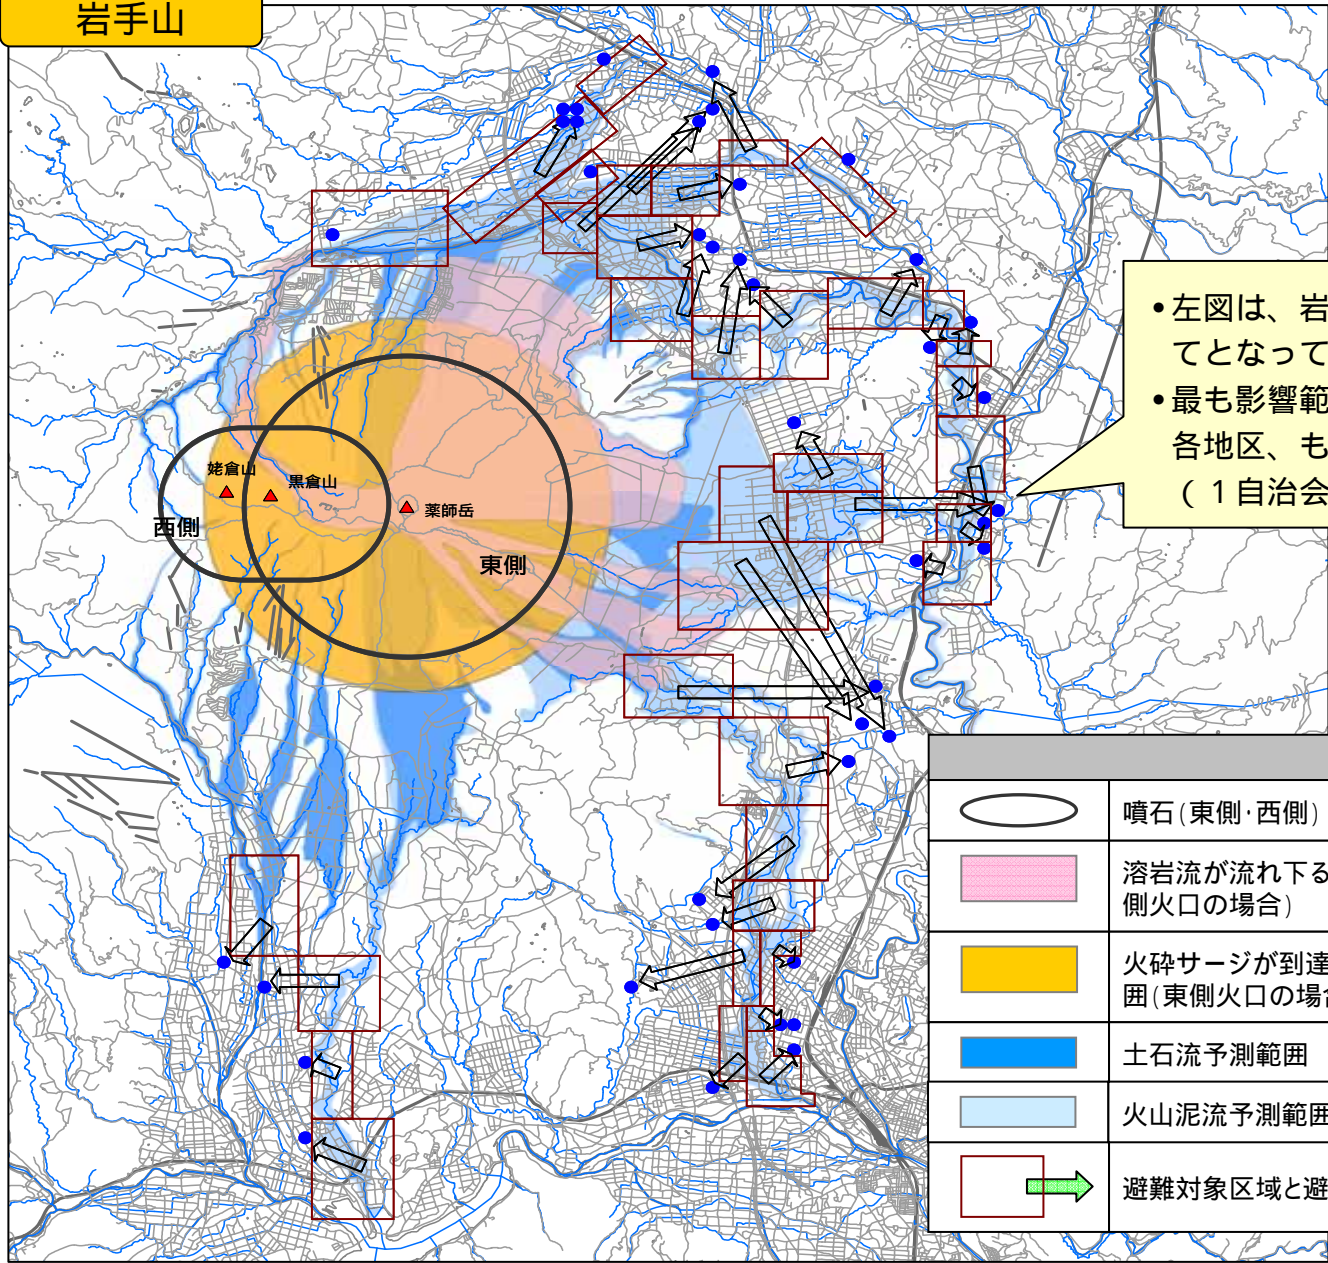 岩手山
•左図は、岩
てとなって
•最も影響範
各地区、も
(１自治会
姥倉山
黒倉山
薬師岳
西側
東側
噴石(東側･西側)
溶岩流が流れ下る
側火口の場合)
火砕サージが到達
囲(東側火口の場合
土石流予測範囲
火山泥流予測範囲
避難対象区域と避